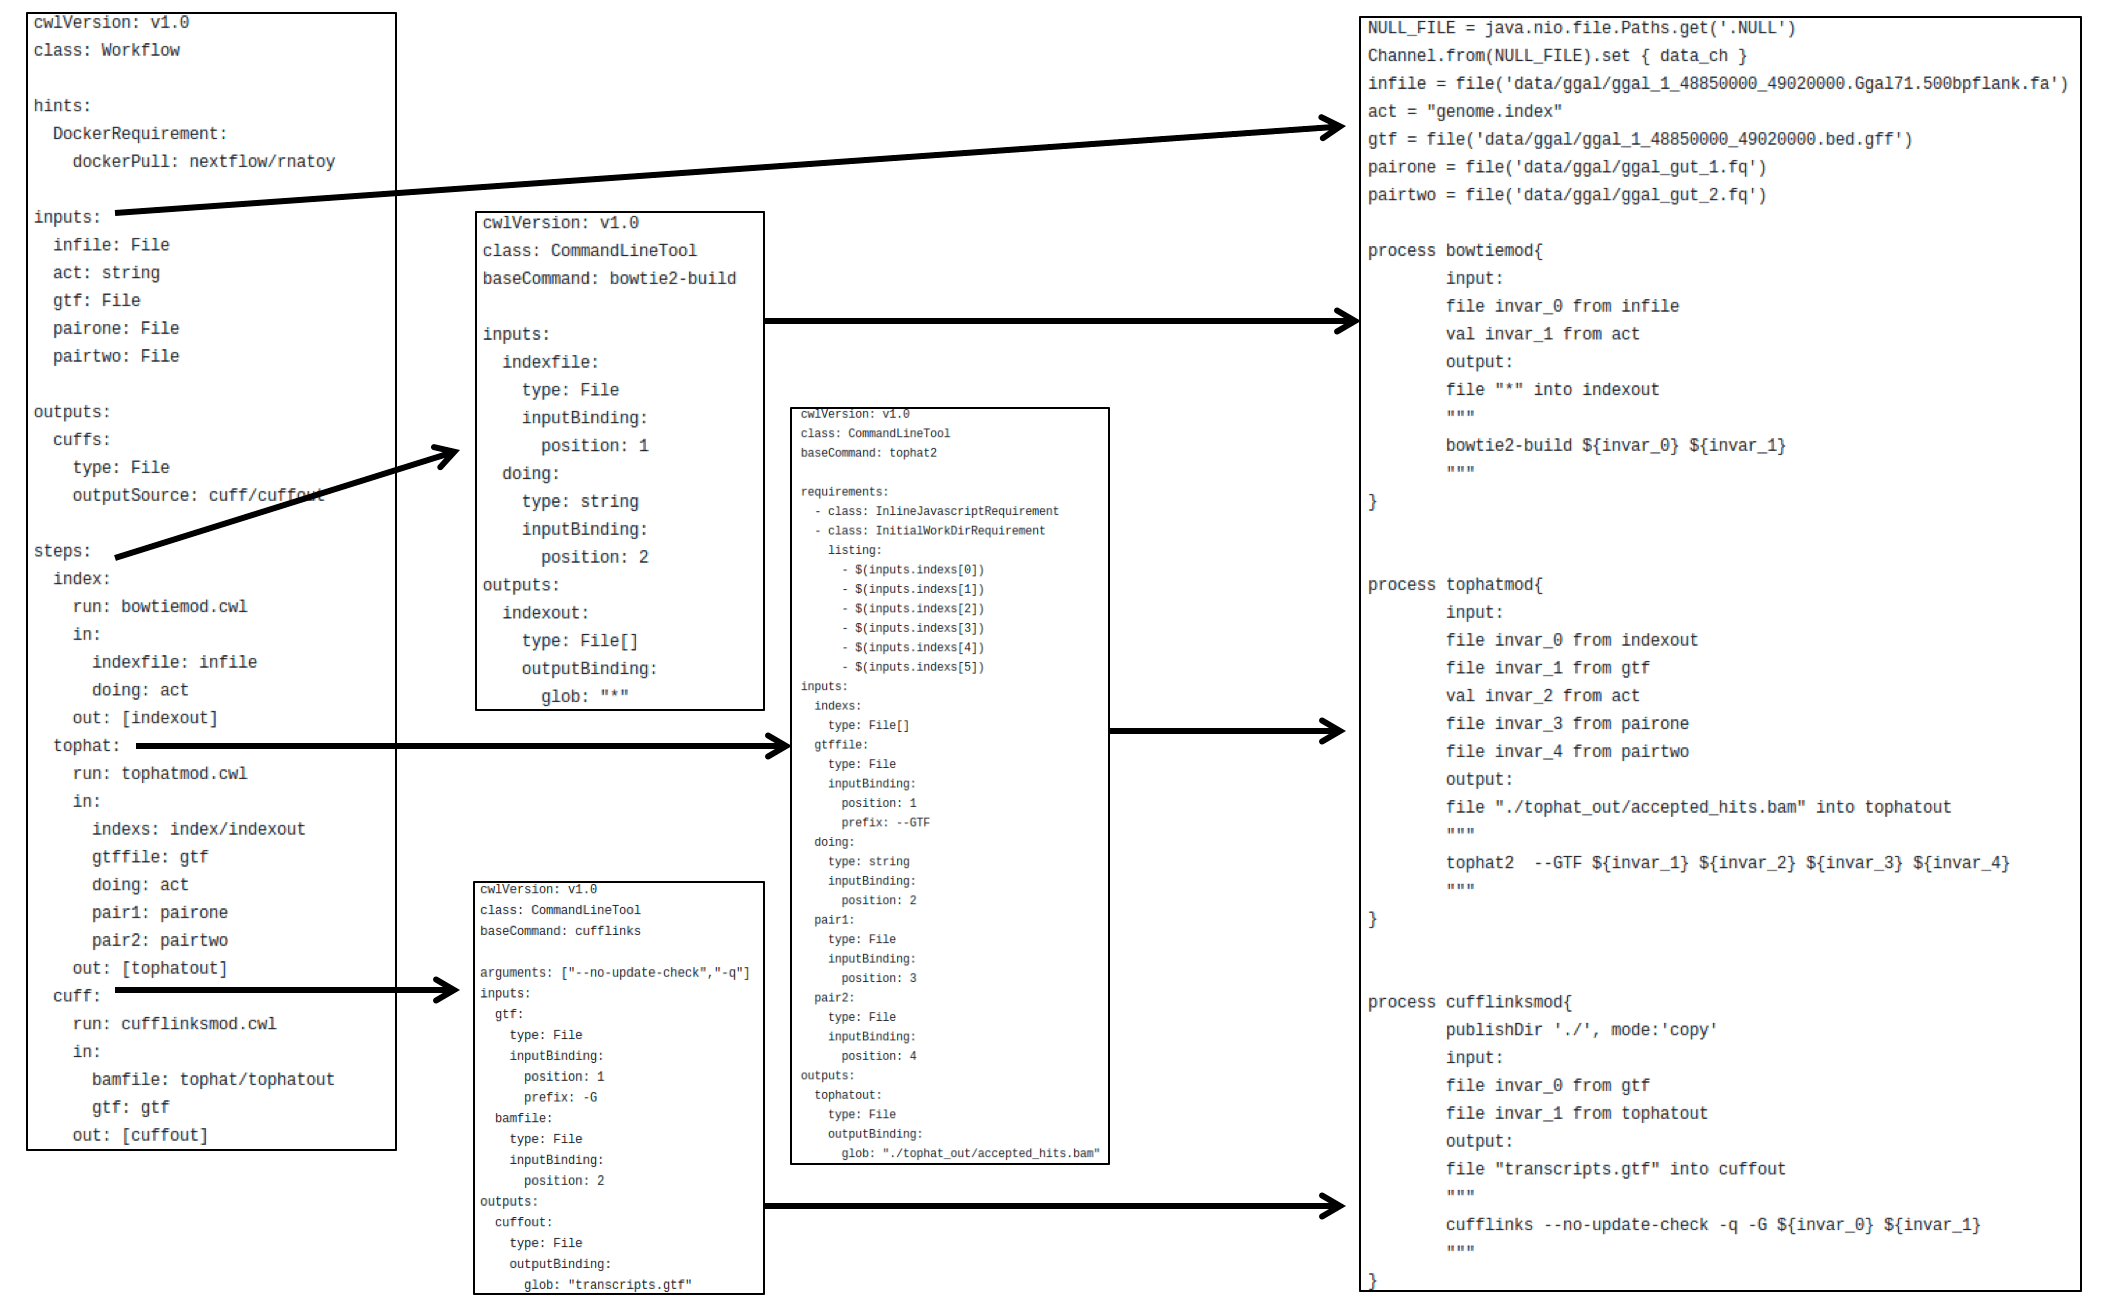 cwlVersion: v1.0
class: Workflow
hints:
DockerRequirement:
dockerPull: nextflow/rnatoy
inputs:
infile: File
act: string
gtf: File
pairone: File
pairtwo: File
outputs:
cuffs:
type: File
outputSource: cuff/cuffout
steps:
index:
run: bowtiemod.cwl
in:
indexfile: infile
doing: act
out: [indexout]
tophat:
run: tophatmod.cwl
in:
indexs: index/indexout
gtffile: gtf
doing: act
pair1: pairone
pair2: pairtwo
out: [tophatout]
cuff:
run: cufflinksmod.cwl
in:
bamfile: tophat/tophatout
gtf: gtf
out: [cuffout]
cwlVersion: v1.0
class: CommandLineTool
baseCommand: bowtie2-build
inputs:
indexfile:
type: File
inputBinding:
position: 1
doing:
type: string
inputBinding:
position: 2
outputs:
indexout:
type: File[]
outputBinding:
glob: "*"
cwlVersion: v1.0
class: CommandLineTool
baseCommand: tophat2
requirements:
- class: InlineJavascriptRequirement
- class: InitialWorkDirRequirement
listing:
- $(inputs.indexs[0])
- $(inputs.indexs[1])
- $(inputs.indexs[2])
- $(inputs.indexs[3])
- $(inputs.indexs[4])
- $(inputs.indexs[5])
inputs:
indexs:
type: File[]
gtffile:
type: File
inputBinding:
position: 1
prefix: --GTF
doing:
type: string
inputBinding:
position: 2
pair1:
type: File
inputBinding:
position: 3
pair2:
type: File
inputBinding:
position: 4
outputs:
tophatout:
type: File
outputBinding:
glob: "./tophat_out/accepted_hits.bam"
cwlVersion: v1.0
class: CommandLineTool
baseCommand: cufflinks
arguments: ["--no-update-check","-q"]
inputs:
gtf:
type: File
inputBinding:
position: 1
prefix: -G
bamfile:
type: File
inputBinding:
position: 2
outputs:
cuffout:
type: File
outputBinding:
glob: "transcripts.gtf"
NULL_FILE = java.nio.file.Paths.get('.NULL')
Channel.from(NULL_FILE).set { data_ch }
infile = file('data/ggal/ggal_1_48850000_49020000.Ggal71.500bpflank.fa')
act = "genome.index"
gtf = file('data/ggal/ggal_1_48850000_49020000.bed.gff')
pairone = file('data/ggal/ggal_gut_1.fq')
pairtwo = file('data/ggal/ggal_gut_2.fq')
process bowtiemod{
input:
file invar_0 from infile
val invar_1 from act
output:
file "*" into indexout
"""
bowtie2-build ${invar_0} ${invar_1}
"""
}
process tophatmod{
input:
file invar_0 from indexout
file invar_1 from gtf
val invar_2 from act
file invar_3 from pairone
file invar_4 from pairtwo
output:
file "./tophat_out/accepted_hits.bam" into tophatout
"""
tophat2  --GTF ${invar_1} ${invar_2} ${invar_3} ${invar_4}
"""
}
process cufflinksmod{
publishDir './', mode:'copy'
input:
file invar_0 from gtf
file invar_1 from tophatout
output:
file "transcripts.gtf" into cuffout
"""
cufflinks --no-update-check -q -G ${invar_0} ${invar_1}
"""
}